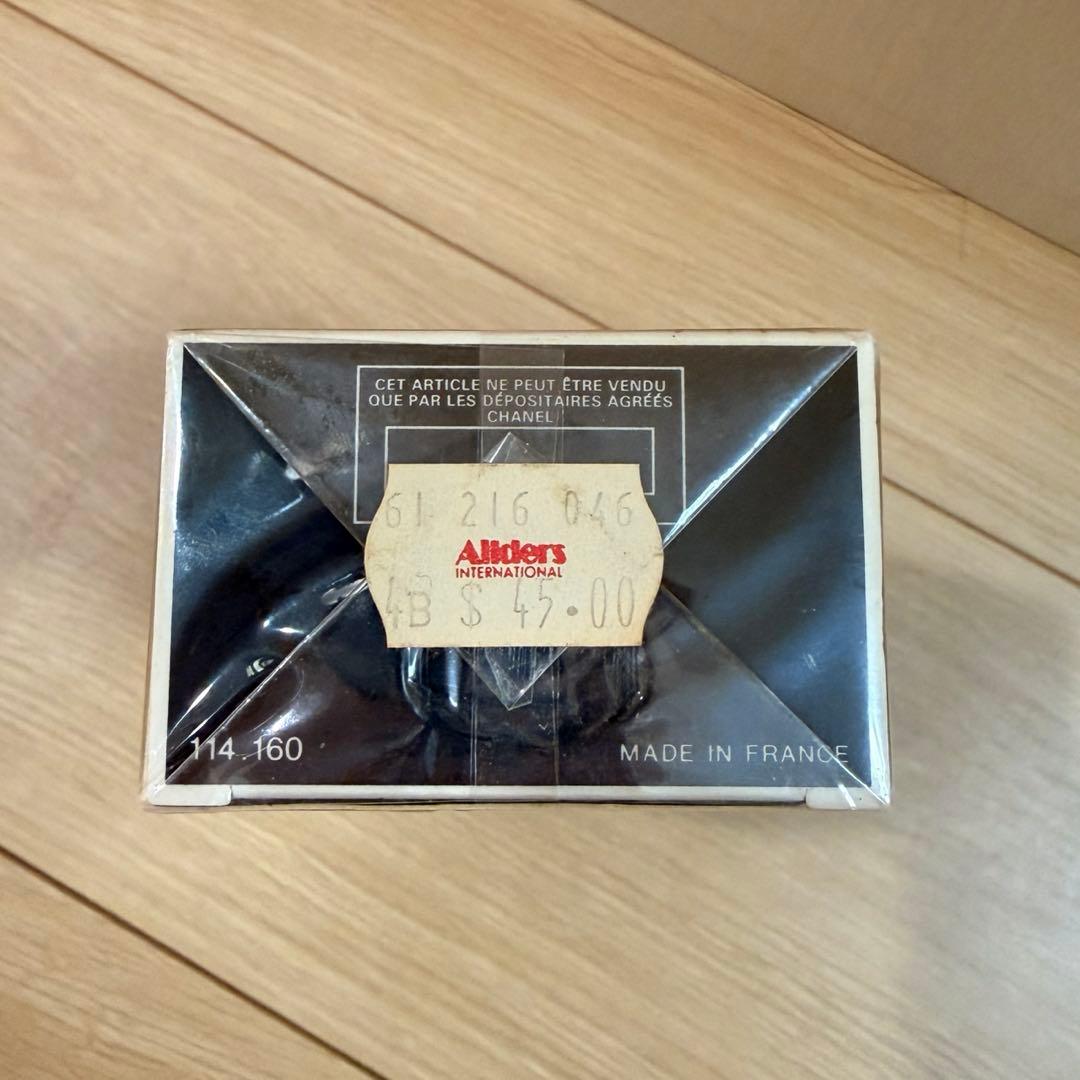 CET ARTICLE NE PEUT ÊTRE VENDU
QUE PAR LES DÉPOSITAIRES AGRÉÉS
CHANEL
61 216 046
Allders
INTERNATIONAL
4B $ 45.00
114.160
MADE IN FRANCE